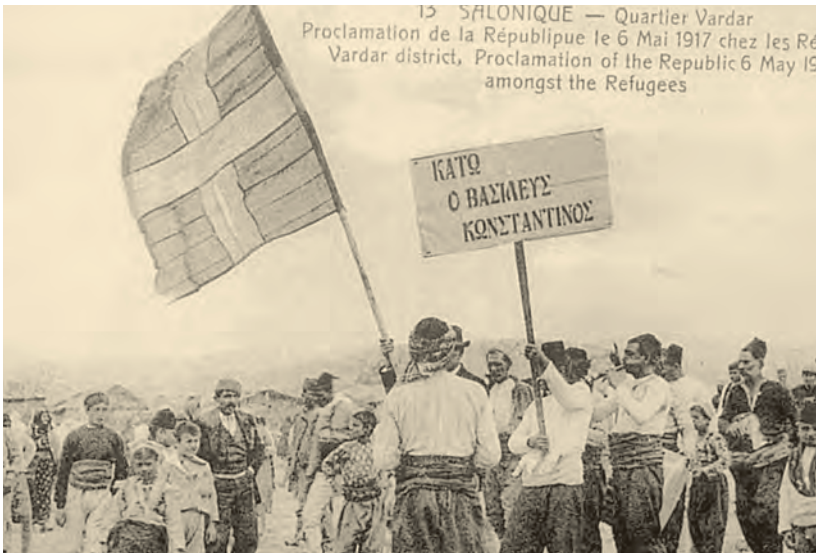 13 SALONIQUE — Quartier Vardar
Proclamation de la Républipue le 6 Mai 1917 chez les
Vardar district, Proclamation of the Republic 6 May
amongst the Refugees
ΚΑΤΩ
Ο ΒΑΣΙΛΕΥΣ
ΚΩΝΣΤΑΝΤΙΝΟΣ